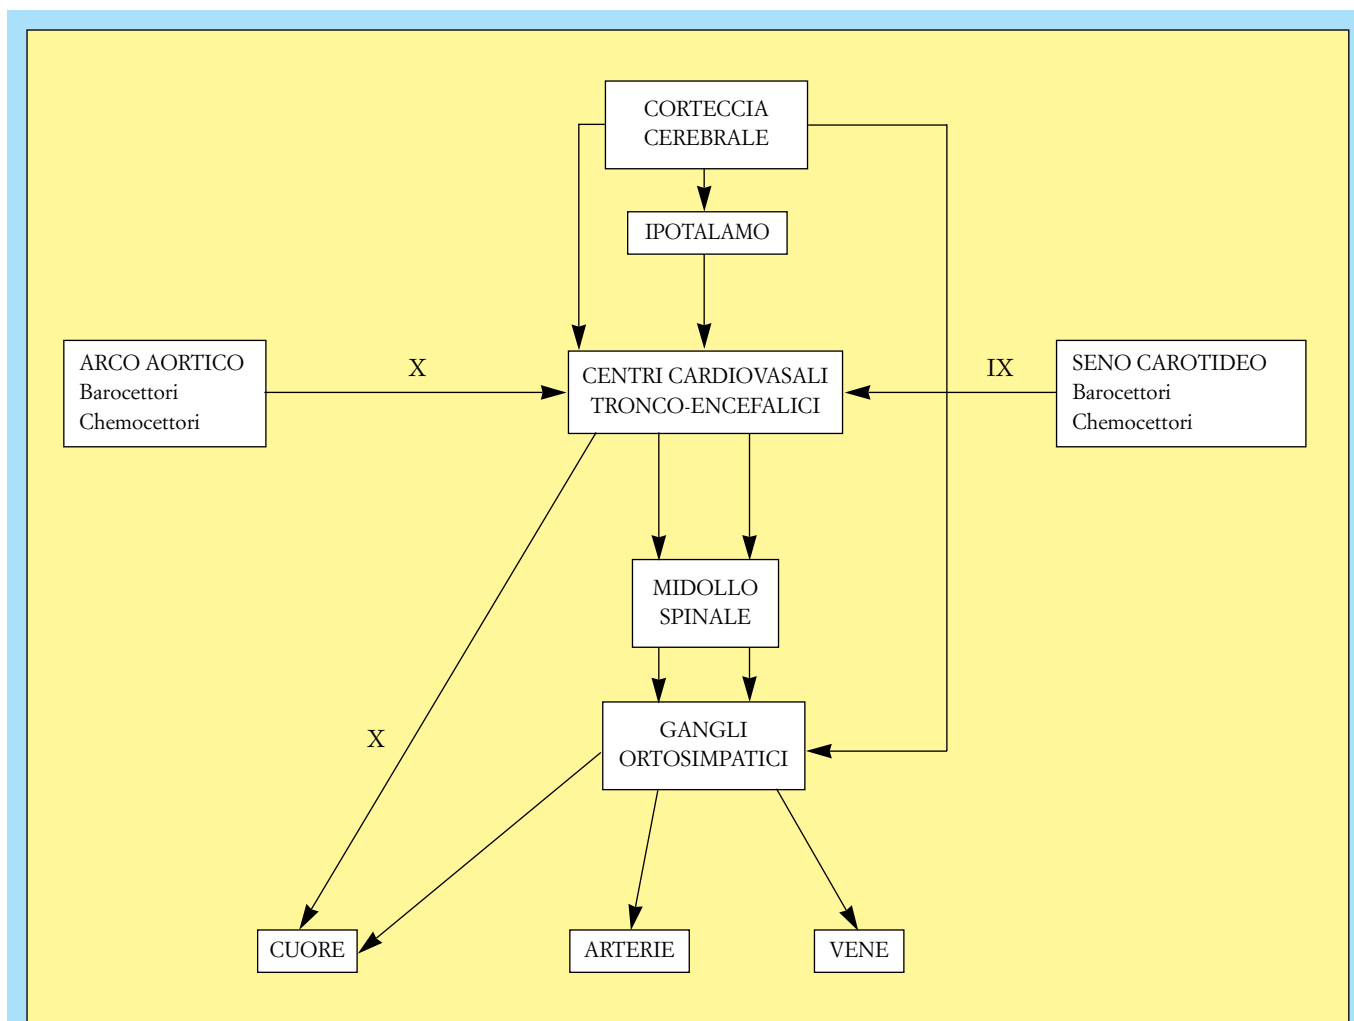 CORTECCIA
CEREBRALE
IPOTALAMO
ARCO AORTICO
Barocettori
Chemocettori
X
CENTRI CARDIOVASALI
TRONCO-ENCEFALICI
IX
SENO CAROTIDEO
Barocettori
Chemocettori
MIDOLLO
SPINALE
X
GANGLI
ORTOSIMPATICI
CUORE
ARTERIE
VENE